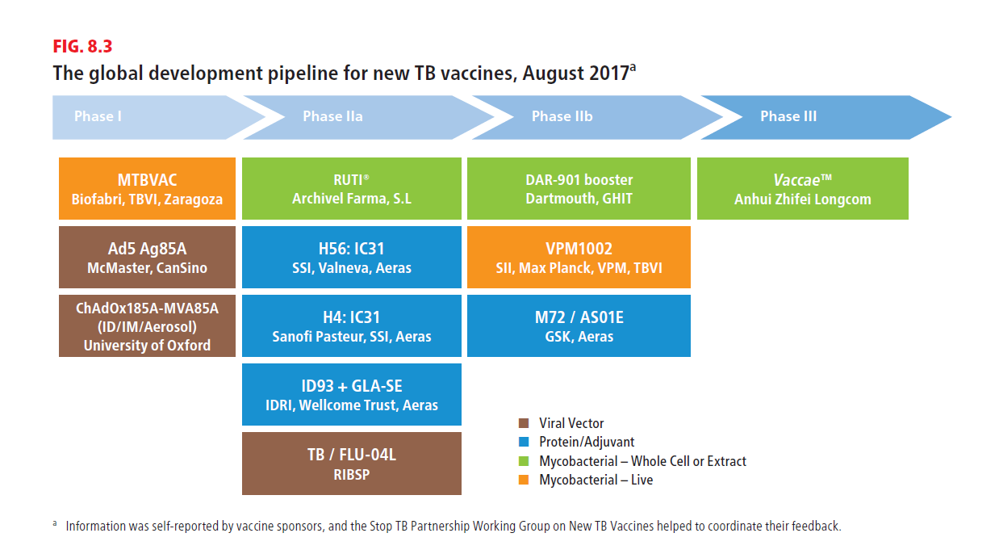 FIG. 8.3
The global development pipeline for new TB vaccines, August 2017a
Phase I
Phase IIa
Phase IIb
Phase III
MTBVAC
Biofabri, TBVI, Zaragoza
Ad5 Ag85A
McMaster, CanSino
ChAdOx185A-MVA85A
(ID/IM/Aerosol)
University of Oxford
RUTI®
Archivel Farma, S.L
H56: IC31
SSI, Valneva, Aeras
H4: IC31
Sanofi Pasteur, SSI, Aeras
ID93 + GLA-SE
IDRI, Wellcome Trust, Aeras
TB / FLU-04L
RIBSP
DAR-901 booster
Dartmouth, GHIT
VPM1002
SII, Max Planck, VPM, TBVI
M72 / AS01E
GSK, Aeras
Vaccae™
Anhui Zhifei Longcom
Viral Vector
Protein/Adjuvant
Mycobacterial – Whole Cell or Extract
Mycobacterial – Live
a Information was self-reported by vaccine sponsors, and the Stop TB Partnership Working Group on New TB Vaccines helped to coordinate their feedback.